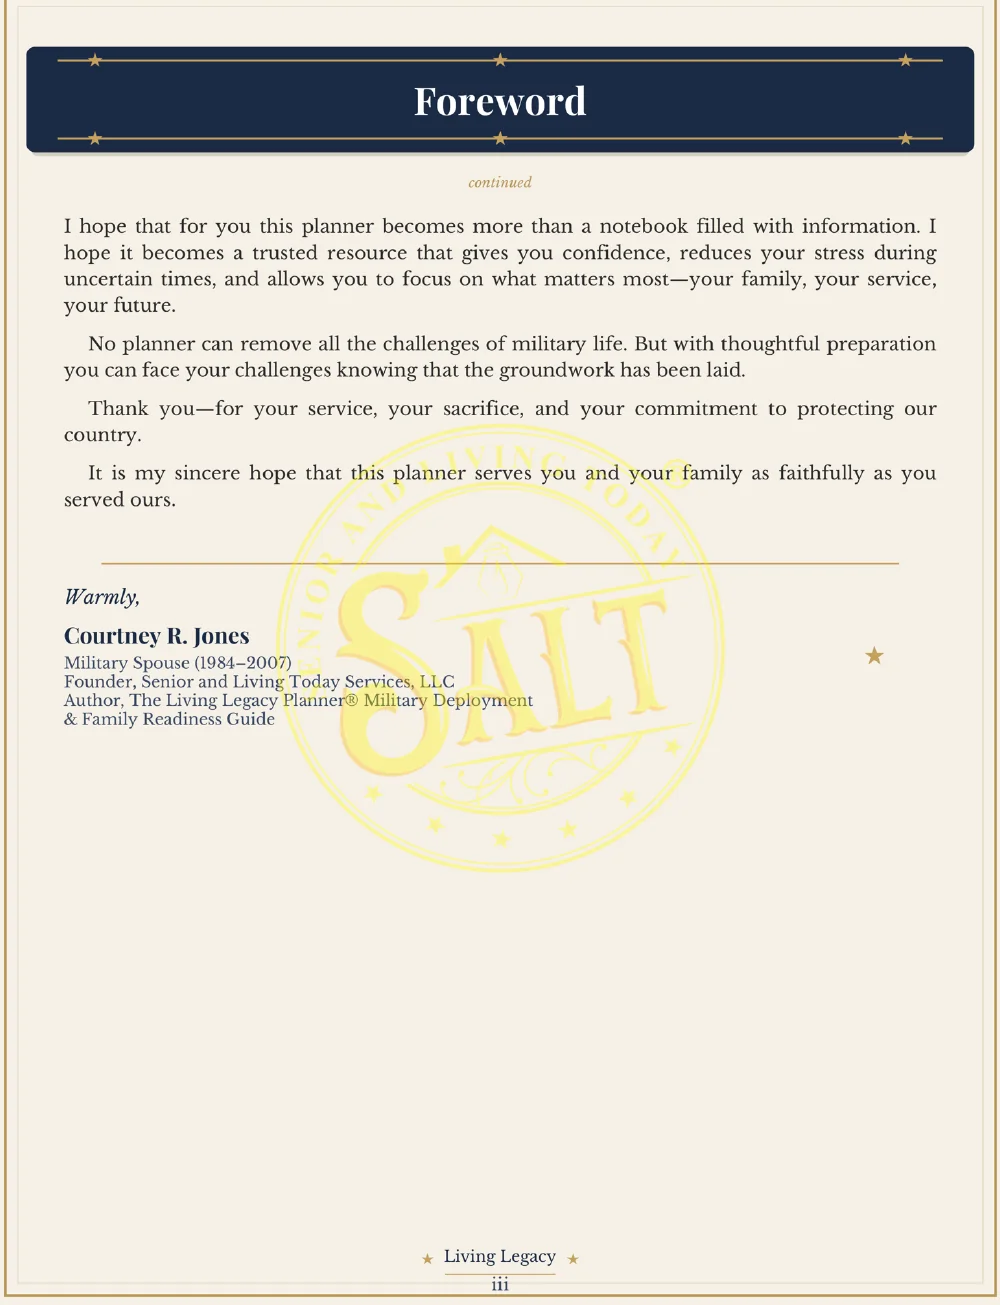 Foreword
continued
I hope that for you this planner becomes more than a notebook filled with information. I
hope it becomes a trusted resource that gives you confidence, reduces your stress during
uncertain times, and allows you to focus on what matters most—your family, your service,
your future.
No planner can remove all the challenges of military life. But with thoughtful preparation
you can face your challenges knowing that the groundwork has been laid.
Thank you—for your service, your sacrifice, and your commitment to protecting our
country.
It is my sincere hope that this planner serves you and your family as faithfully as you
served ours.
SENIOR AND LIVING TODAY ®
SALT
Warmly,
Courtney R. Jones
Military Spouse (1984–2007)
Founder, Senior and Living Today Services, LLC
Author, The Living Legacy Planner® Military Deployment
& Family Readiness Guide
Living Legacy
iii